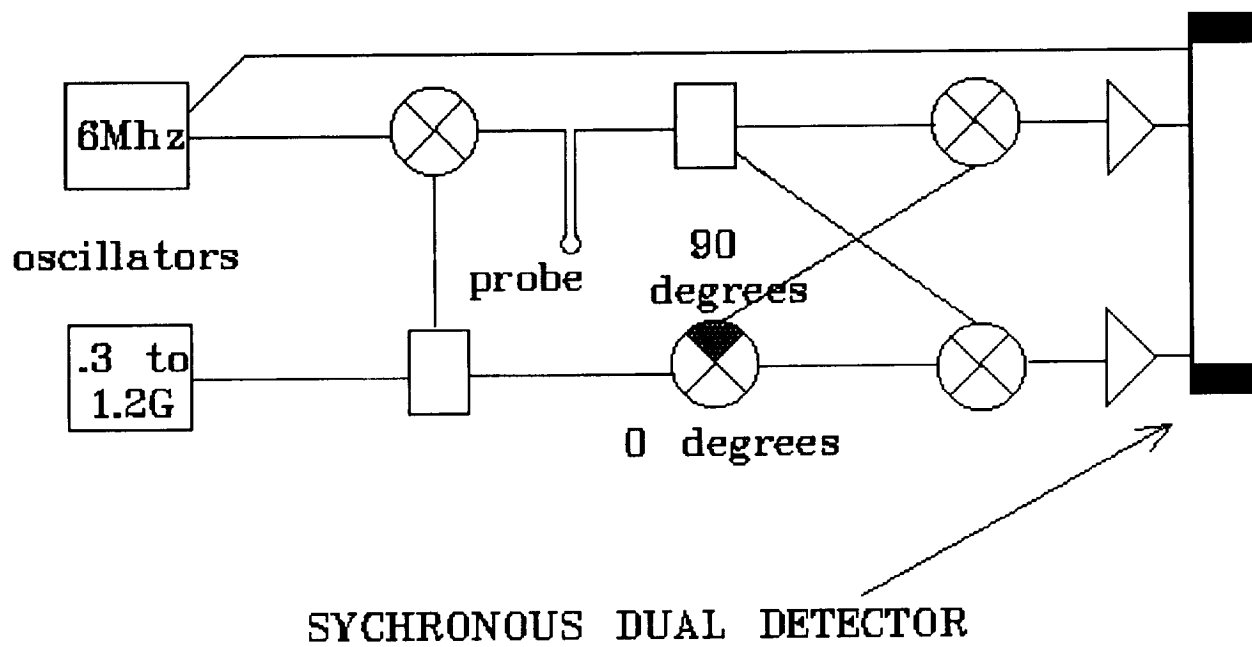 6Mhz
oscillators
probe
90
degrees
.3 to
1.2G
0 degrees
SYCHRONOUS DUAL DETECTOR